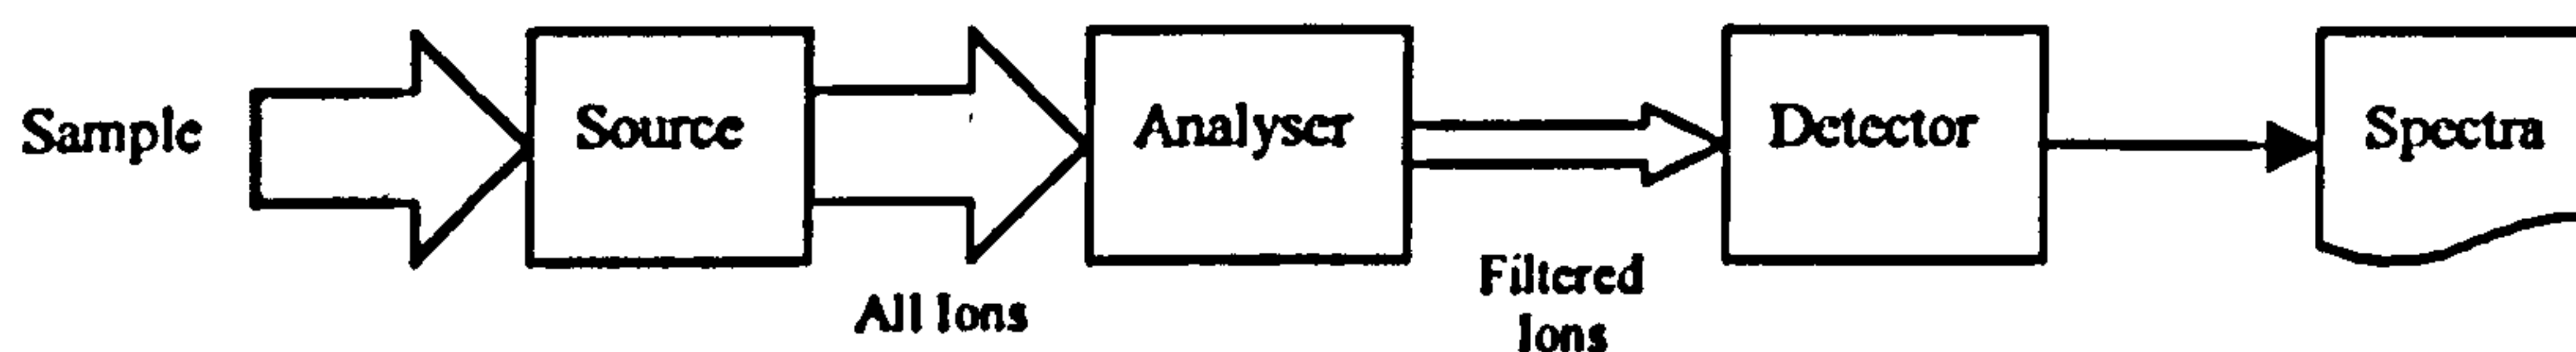 Sample
Source
All Ions
Analyser
Filtered
Ions
Detector
Spectra